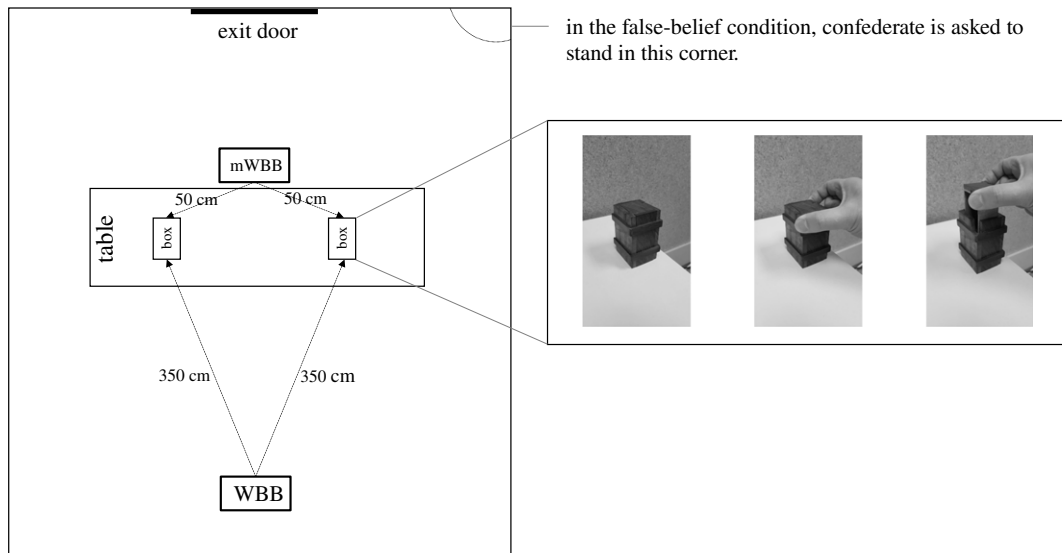 exit door
in the false-belief condition, confederate is asked to
stand in this corner.
mWBB
50 cm
50 cm
table
box
box
350 cm
350 cm
WBB